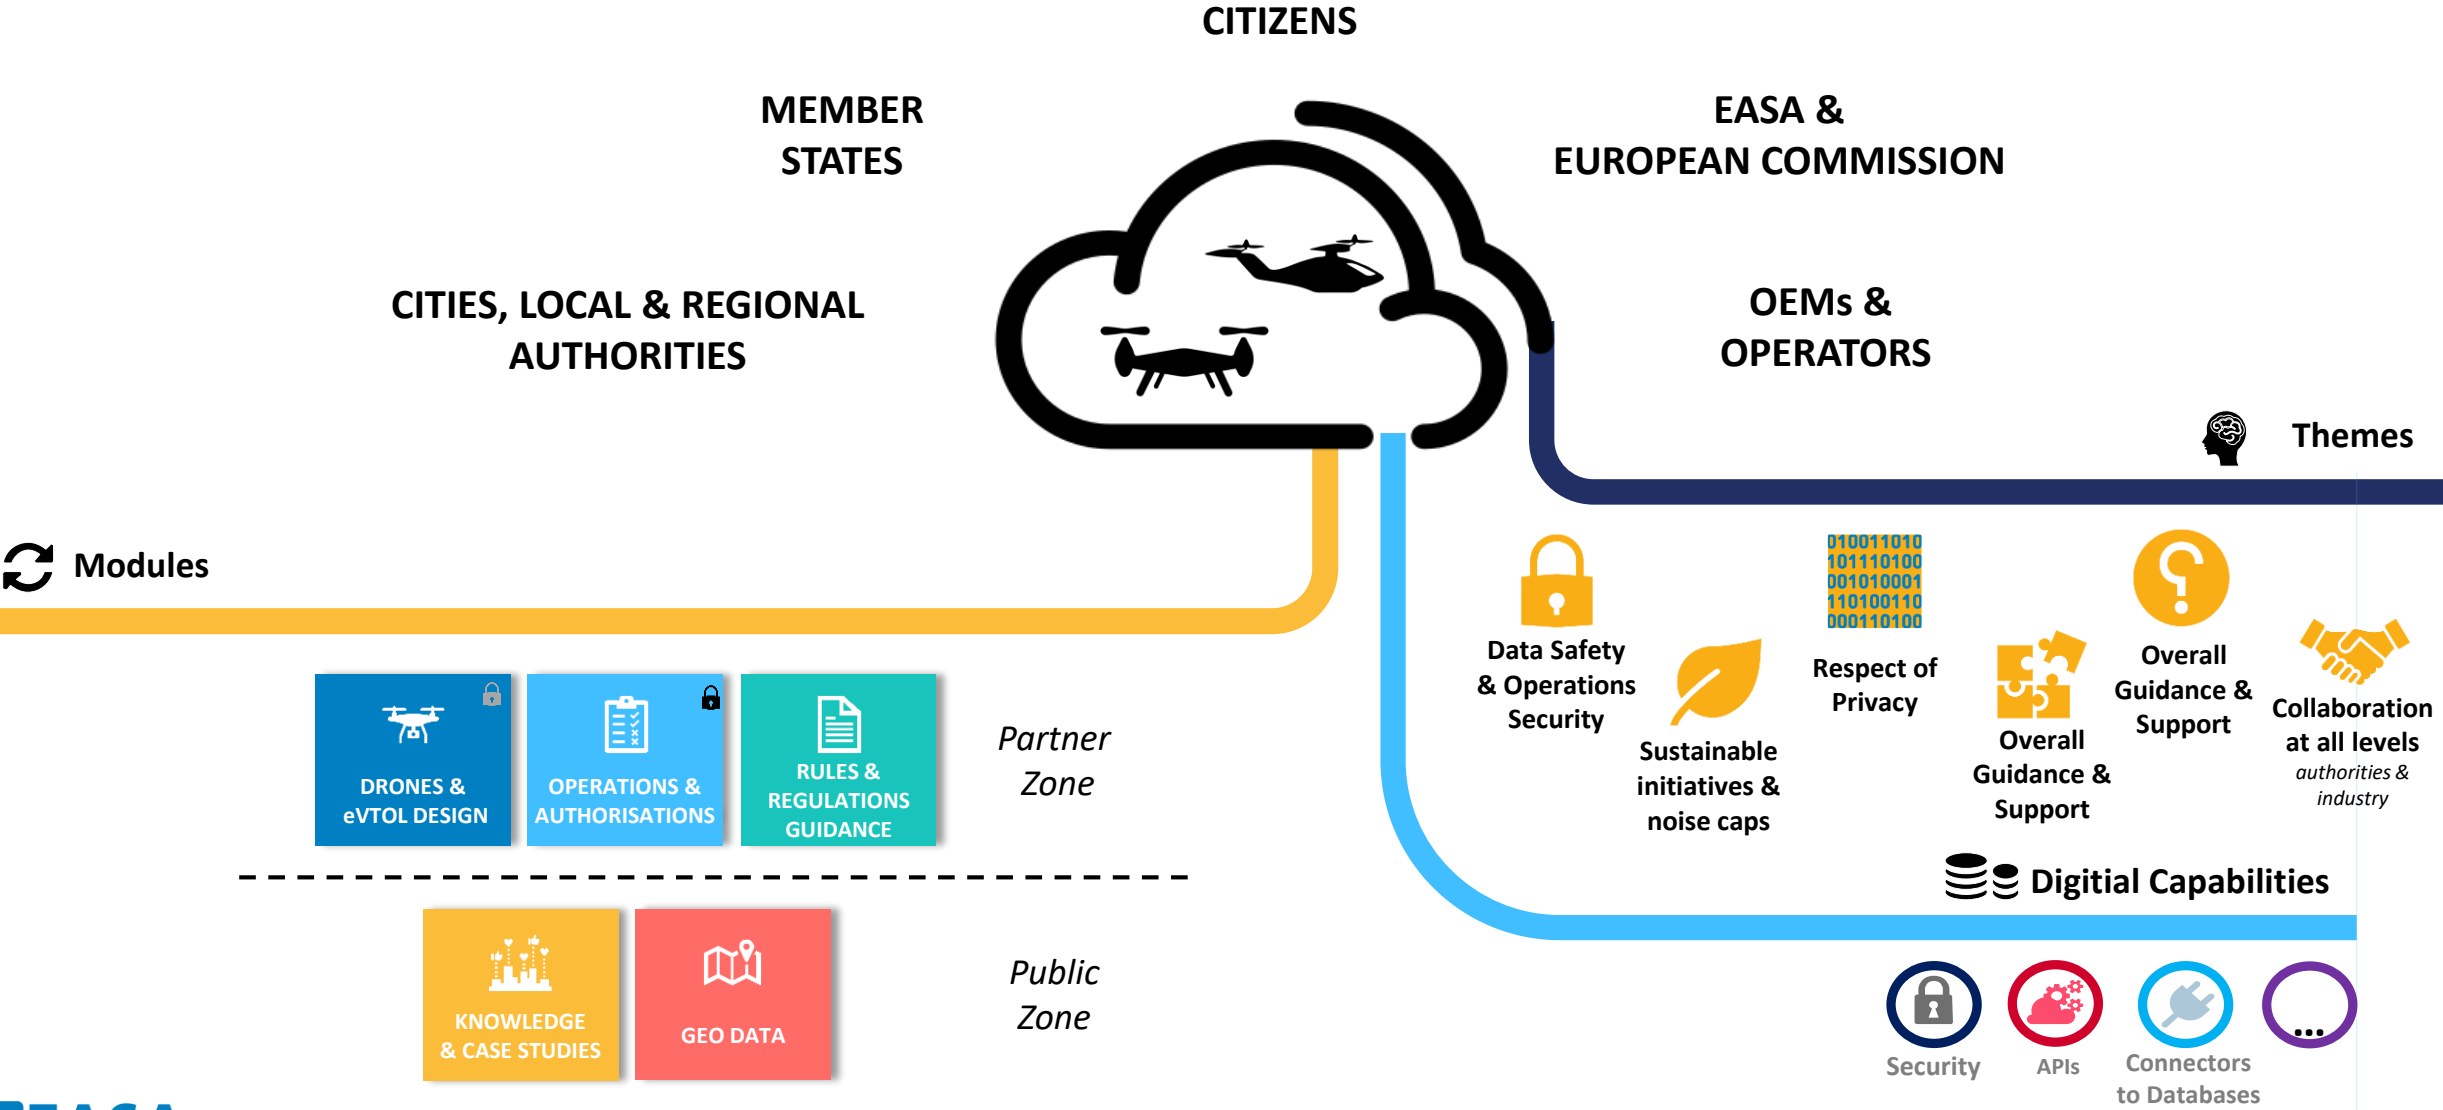 CITIZENS
MEMBER
STATES
EASA &
EUROPEAN COMMISSION
CITIES, LOCAL & REGIONAL
AUTHORITIES
OEMs &
OPERATORS
Themes
Modules
010011010
101110100
001010001
110100110
000110100
Data Safety
& Operations
Security
Sustainable
initiatives &
noise caps
Respect of
Privacy
Overall
Guidance &
Support
Overall
Guidance &
Support
Collaboration
at all levels
authorities &
industry
DRONES &
eVTOL DESIGN
OPERATIONS &
AUTHORISATIONS
RULES &
REGULATIONS
GUIDANCE
Partner
Zone
Digitial Capabilities
KNOWLEDGE
& CASE STUDIES
GEO DATA
Public
Zone
...
Security
APIs
Connectors
to Databases
EASA